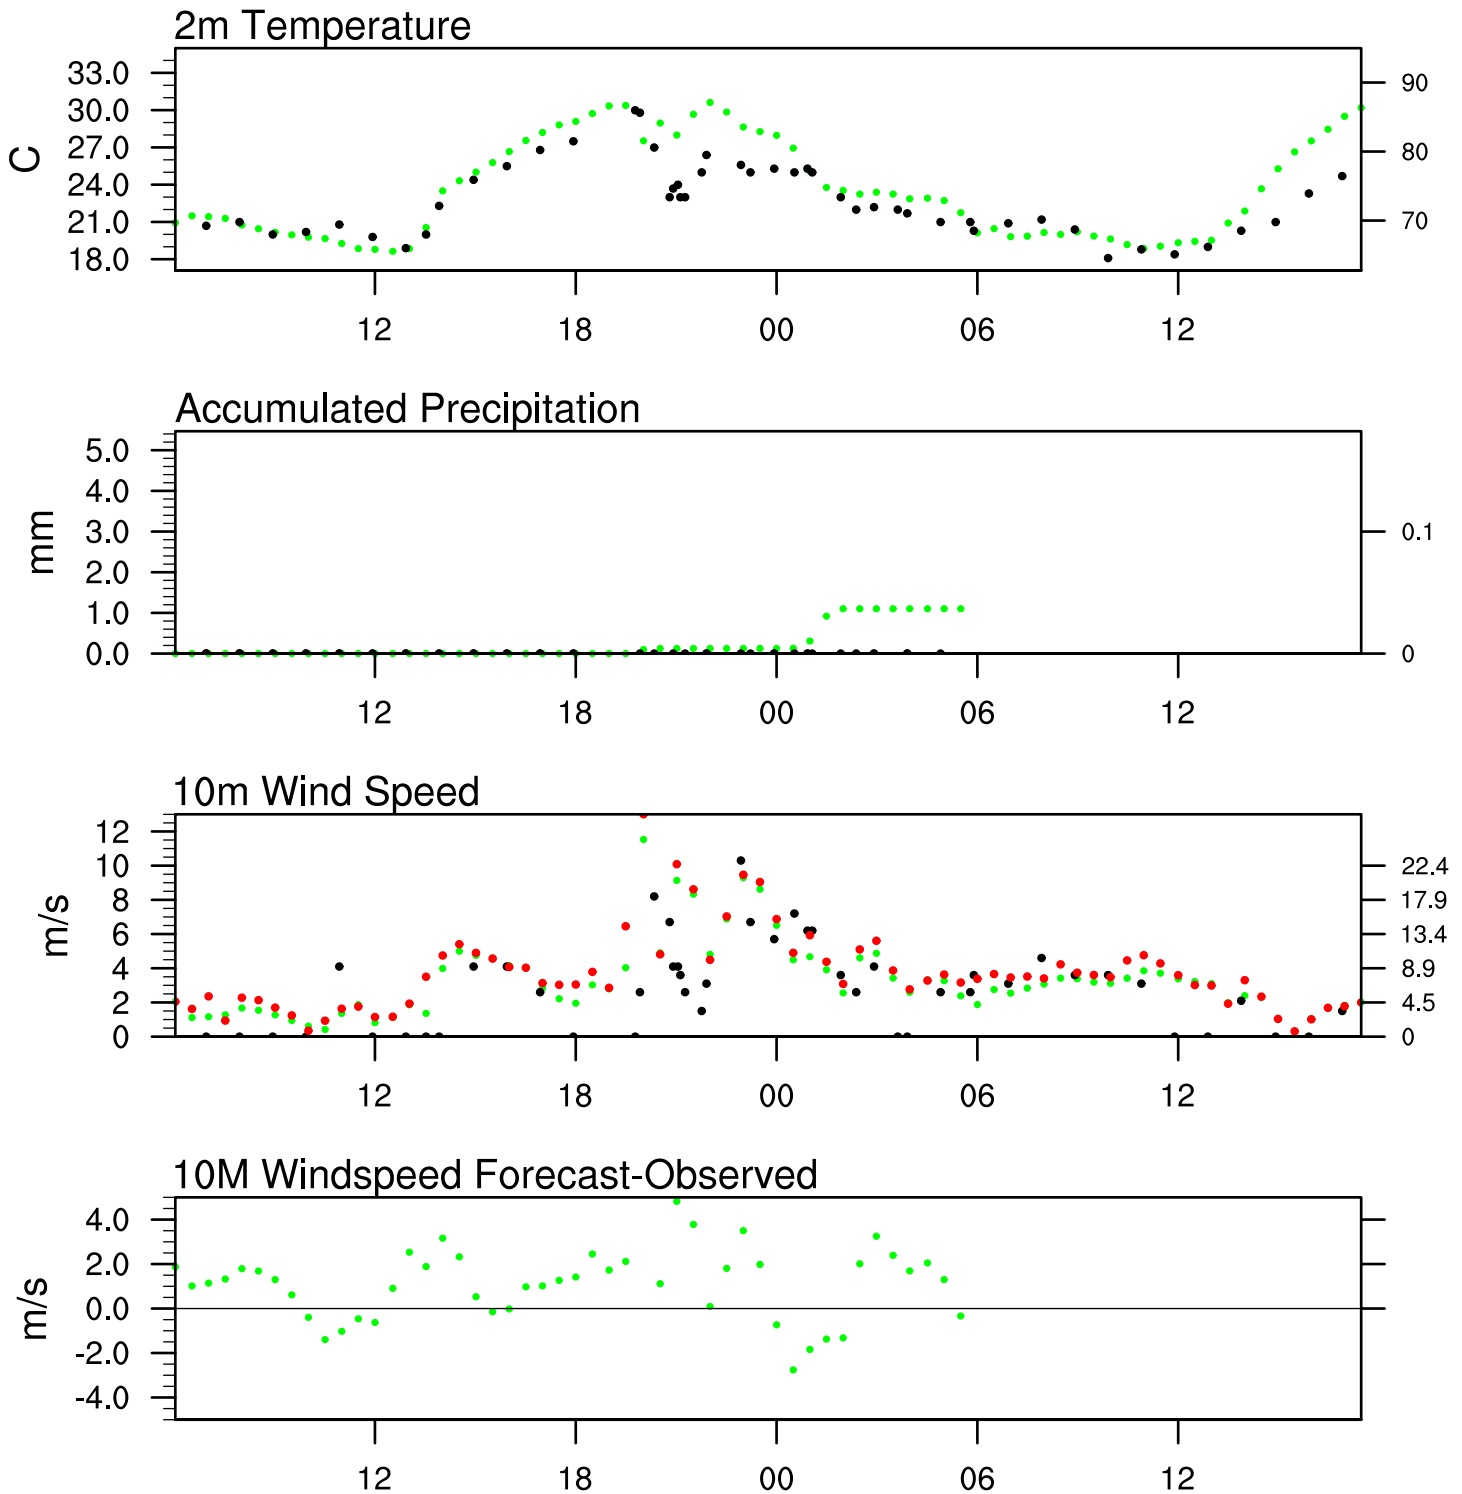 2m Temperature
33.0
30.0
27.0
24.0
21.0
18.0
C
90
80
70
12 18 00 06 12
Accumulated Precipitation
5.0
4.0
3.0
2.0
1.0
0.0
mm
0.1
0
12 18 00 06 12
10m Wind Speed
12
10
8
6
4
2
0
m/s
22.4
17.9
13.4
8.9
4.5
0
12 18 00 06 12
10M Windspeed Forecast-Observed
4.0
2.0
0.0
-2.0
-4.0
m/s
12 18 00 06 12